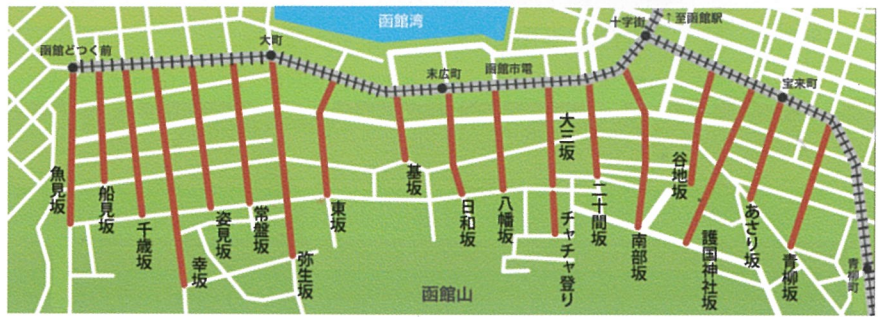 函館湾
十字街
↑至函館駅
函館どつく前
大町
末広町
函館市電
宝来町
魚見坂
船見坂
千歳坂
幸坂
姿見坂
常盤坂
弥生坂
東坂
基坂
日和坂
八幡坂
大三坂
チャチャ登り
二十間坂
南部坂
谷地坂
護国神社坂
あさり坂
青柳坂
青柳町
函館山